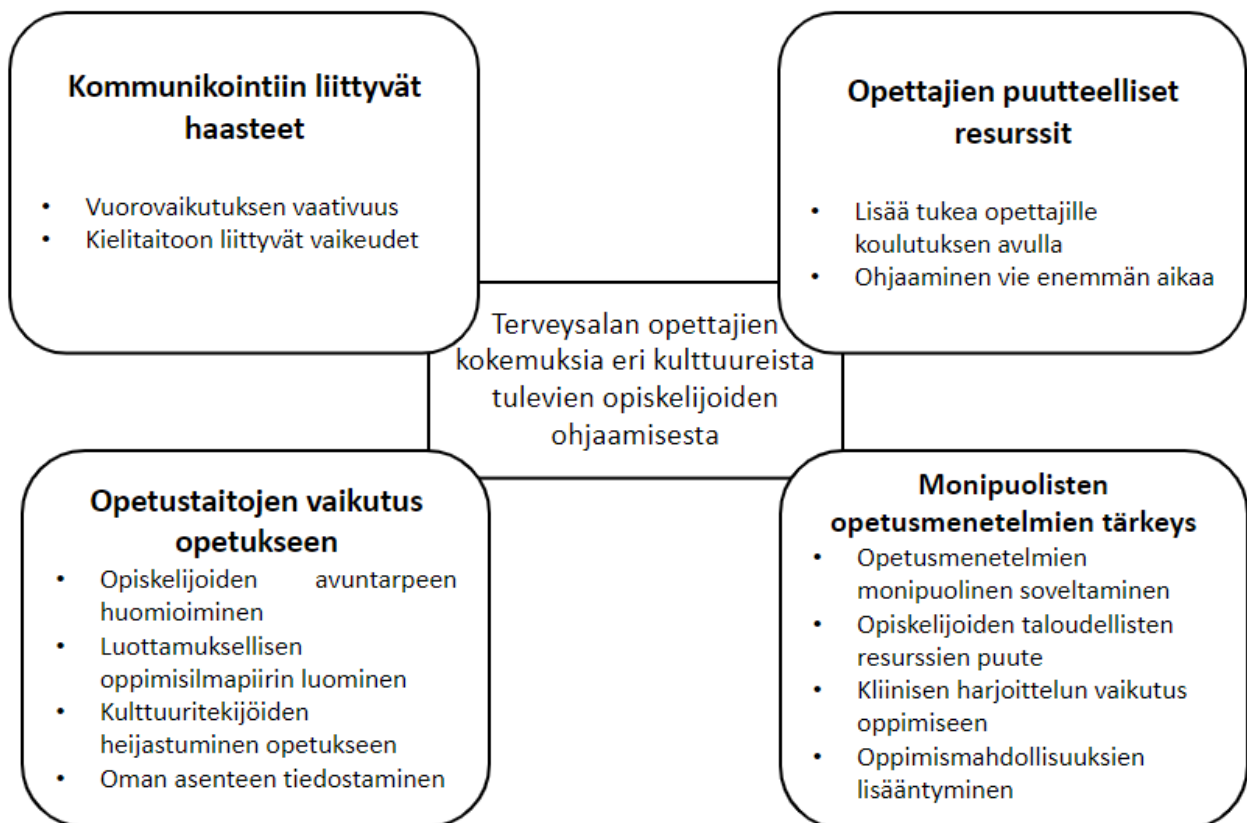 Kommunikointiin liittyvät
haasteet
• Vuorovaikutuksen vaativuus
• Kielitaitoon liittyvät vaikeudet
Opettajien puutteelliset
resurssit
• Lisää tukea opettajille
koulutuksen avulla
• Ohjaaminen vie enemmän aikaa
Terveysalan opettajien
kokemuksia eri kulttuureista
tulevien opiskelijoiden
ohjaamisesta
Opetustaitojen vaikutus
opetukseen
• Opiskelijoiden avuntarpeen
huomioiminen
• Luottamuksellisen
oppimisilmapiirin luominen
• Kulttuuritekijöiden
heijastuminen opetukseen
• Oman asenteen tiedostaminen
Monipuolisten
opetusmenetelmien tärkeys
• Opetusmenetelmien
monipuolinen soveltaminen
• Opiskelijoiden taloudellisten
resurssien puute
• Kliinisen harjoittelun vaikutus
oppimiseen
• Oppimismahdollisuuksien
lisääntyminen